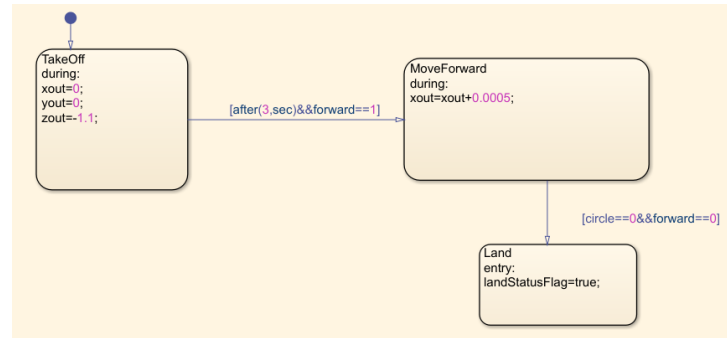 TakeOff
during:
xout=0;
yout=0;
zout=-1.1;
[after(3,sec)&&forward==1]
MoveForward
during:
xout=xout+0.0005;
[circle==0&&forward==0]
Land
entry:
landStatusFlag=true;